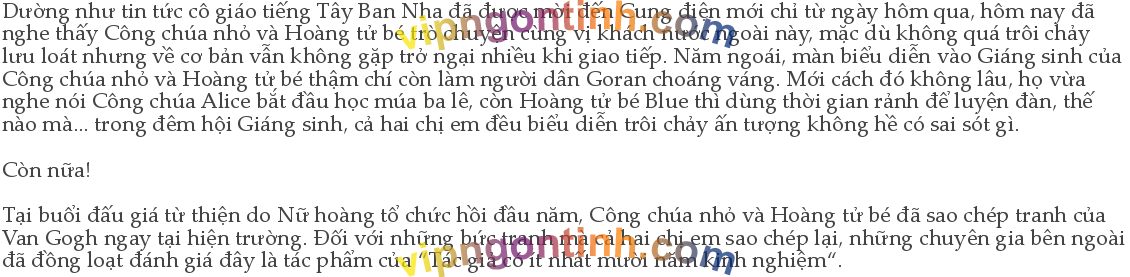 Dường như tin tức cô giáo tiếng Tây Ban Nha đã được mời đến Cung điện mới chỉ từ ngày hôm qua, hôm nay đã
nghe thấy Công chúa nhỏ và Hoàng tử bé trò chuyện cùng vị khách nước ngoài này, mặc dù không quá trôi chảy
lưu loát nhưng về cơ bản vẫn không gặp trở ngại nhiều khi giao tiếp. Năm ngoái, màn biểu diễn vào Giáng sinh của
Công chúa nhỏ và Hoàng tử bé thậm chí còn làm người dân Goran choáng váng. Mới cách đó không lâu, họ vừa
nghe nói Công chúa Alice bắt đầu học múa ba lê, còn Hoàng tử bé Blue thì dùng thời gian rảnh để luyện đàn, thế
nào mà... trong đêm hội Giáng sinh, cả hai chị em đều biểu diễn trôi chảy ấn tượng không hề có sai sót gì.
Còn nữa!
Tại buổi đấu giá từ thiện do Nữ hoàng tổ chức hồi đầu năm, Công chúa nhỏ và Hoàng tử bé đã sao chép tranh của
Van Gogh ngay tại hiện trường. Đối với những bức tranh mà cả hai chị em sao chép lại, những chuyên gia bên ngoài
đã đồng loạt đánh giá đây là tác phẩm của “Tác giả có ít nhất mười năm kinh nghiệm“.
vipngontinh.com
vipngontinh.com